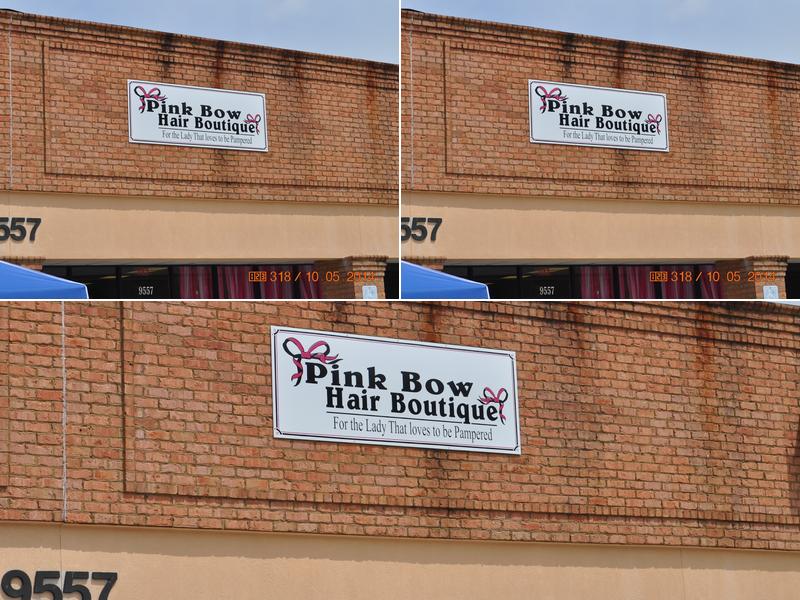 Pink Bow
Hair Boutique
For the Lady That loves to be Pampered
557
9557
318 / 10 05
Pink Bow
Hair Boutique
For the Lady That loves to be Pampered
557
9557
318 / 10 05
Pink Bow
Hair Boutique
For the Lady That loves to be Pampered
9557